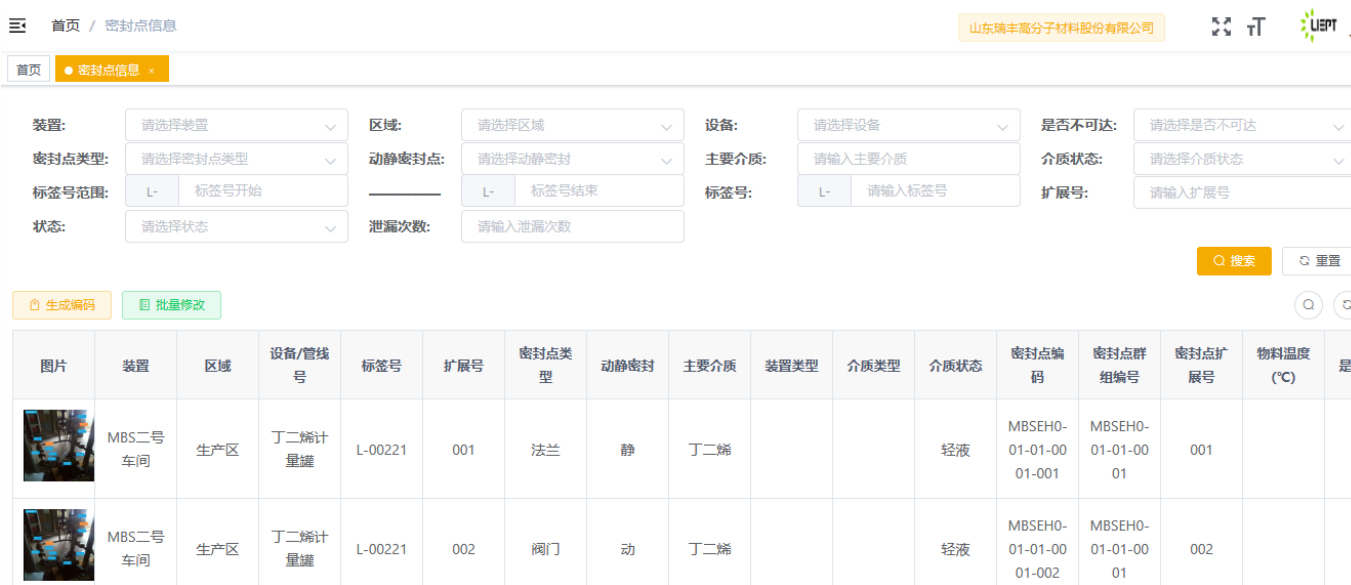 首页 / 密封点信息
山东瑞丰高分子材料股份有限公司
LIEPT
首页
密封点信息 ×
装置: 请选择装置 区域: 请选择区域 设备: 请选择设备 是否不可达: 请选择是否不可达
密封点类型: 请选择密封点类型 动静密封点: 请选择动静密封 主要介质: 请输入主要介质 介质状态: 请选择介质状态
标签号范围: L- 标签号开始 L- 标签号结束 标签号: L- 请输入标签号 扩展号: 请输入扩展号
状态: 请选择状态 泄漏次数: 请输入泄漏次数
搜索 重置
生成编码 批量修改
图片 装置 区域 设备/管线号 标签号 扩展号 密封点类型 动静密封 主要介质 装置类型 介质类型 介质状态 密封点编码 密封点群组编号 密封点扩展号 物料温度(℃) 是
MBS二号车间 生产区 丁二烯计量罐 L-00221 001 法兰 静 丁二烯 轻液 MBSEH0-01-01-0001-001 MBSEH0-01-01-0001 001
MBS二号车间 生产区 丁二烯计量罐 L-00221 002 阀门 动 丁二烯 轻液 MBSEH0-01-01-0001-002 MBSEH0-01-01-0001 002